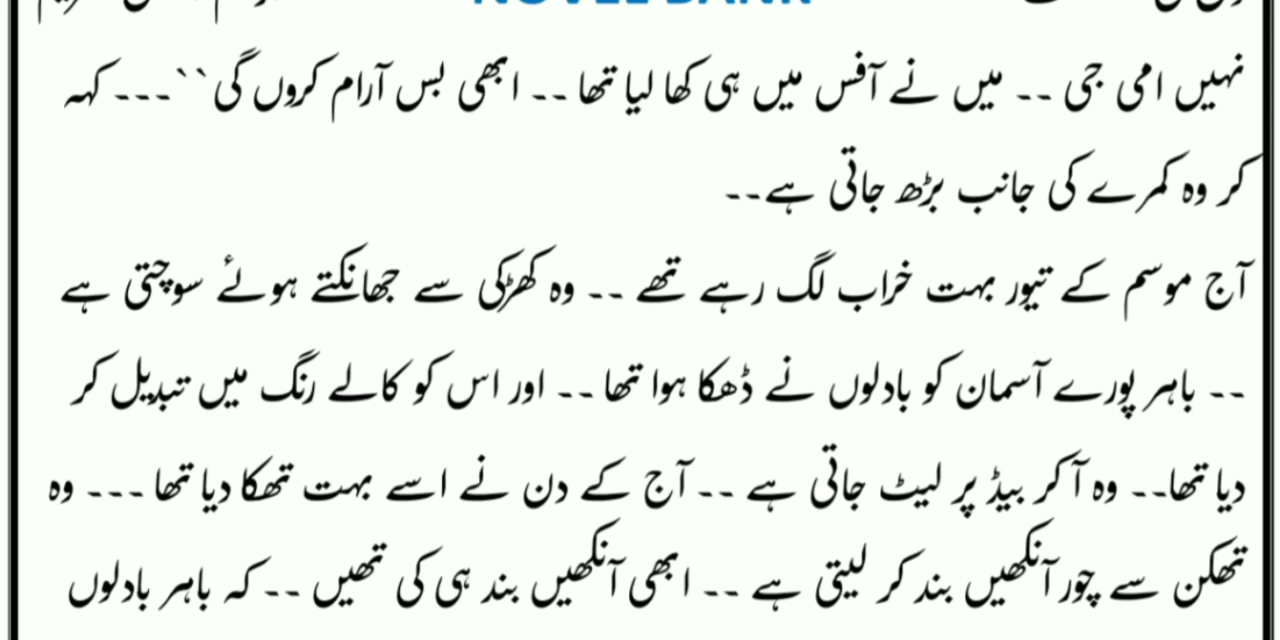 NOVEL BANK
نہیں امی جی -- میں نے آفس میں ہی کھا لیا تھا -- ابھی بس آرام کروں گی`` --- کہہ
کر وہ کمرے کی جانب بڑھ جاتی ہے--
آج موسم کے تیور بہت خراب لگ رہے تھے -- وہ کھڑکی سے جھانکتے ہوئے سوچتی ہے
-- باہر پورے آسمان کو بادلوں نے ڈھکا ہوا تھا -- اور اس کو کالے رنگ میں تبدیل کر
دیا تھا-- وہ آ کر بیڈ پر لیٹ جاتی ہے -- آج کے دن نے اسے بہت تھکا دیا تھا --- وہ
تھکن سے چور آنکھیں بند کر لیتی ہے -- ابھی آنکھیں بند ہی کی تھیں -- کہ باہر بادلوں